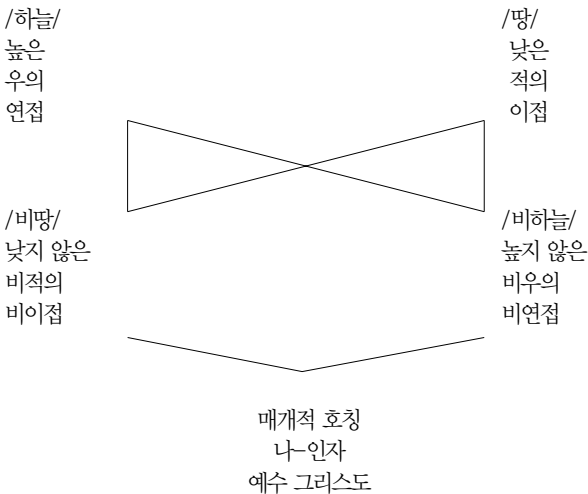 /하늘/
높은
우의
연접
/땅/
낮은
적의
이접
/비땅/
낮지 않은
비적의
비이접
/비하늘/
높지 않은
비우의
비연접
매개적 호칭
나-인자
예수 그리스도